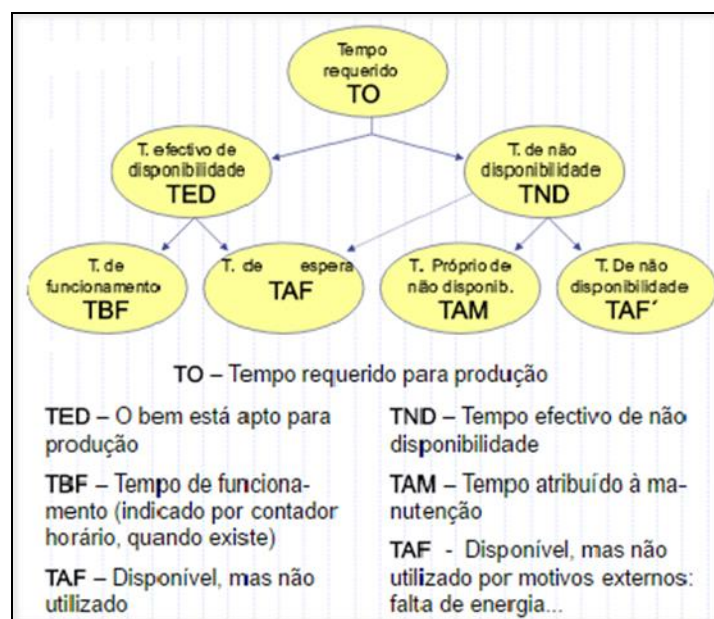 Tempo
requerido
TO
T. efectivo de
disponibilidade
TED
T. de não
disponibilidade
TND
T. de
funcionamento
TBF
T. de espera
TAF
T. Próprio de
não disponib.
TAM
T. De não
disponibilidade
TAF´
TO – Tempo requerido para produção
TED – O bem está apto para
produção
TBF – Tempo de funciona-
mento (indicado por contador
horário, quando existe)
TAF – Disponível, mas não
utilizado
TND – Tempo efectivo de não
disponibilidade
TAM – Tempo atribuído à ma-
nutenção
TAF - Disponível, mas não
utilizado por motivos externos:
falta de energia...